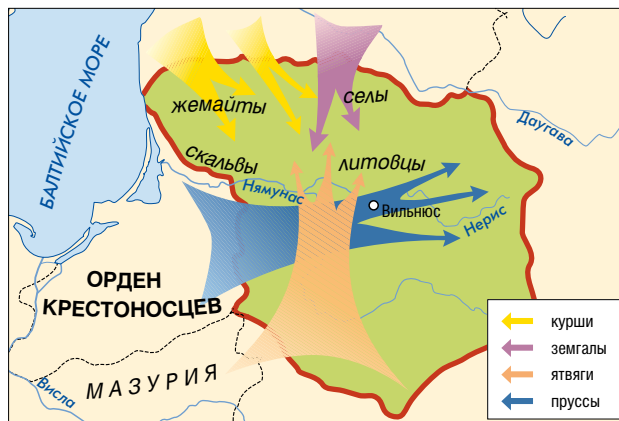 БАЛТИЙСКОЕ МОРЕ
жемайты
селы
Даугава
скальвы
литовцы
Нямунас
Вильнюс
Нерис
ОРДЕН
КРЕСТОНОСЦЕВ
МАЗУРИЯ
Висла
курши
земгалы
ятвяги
пруссы